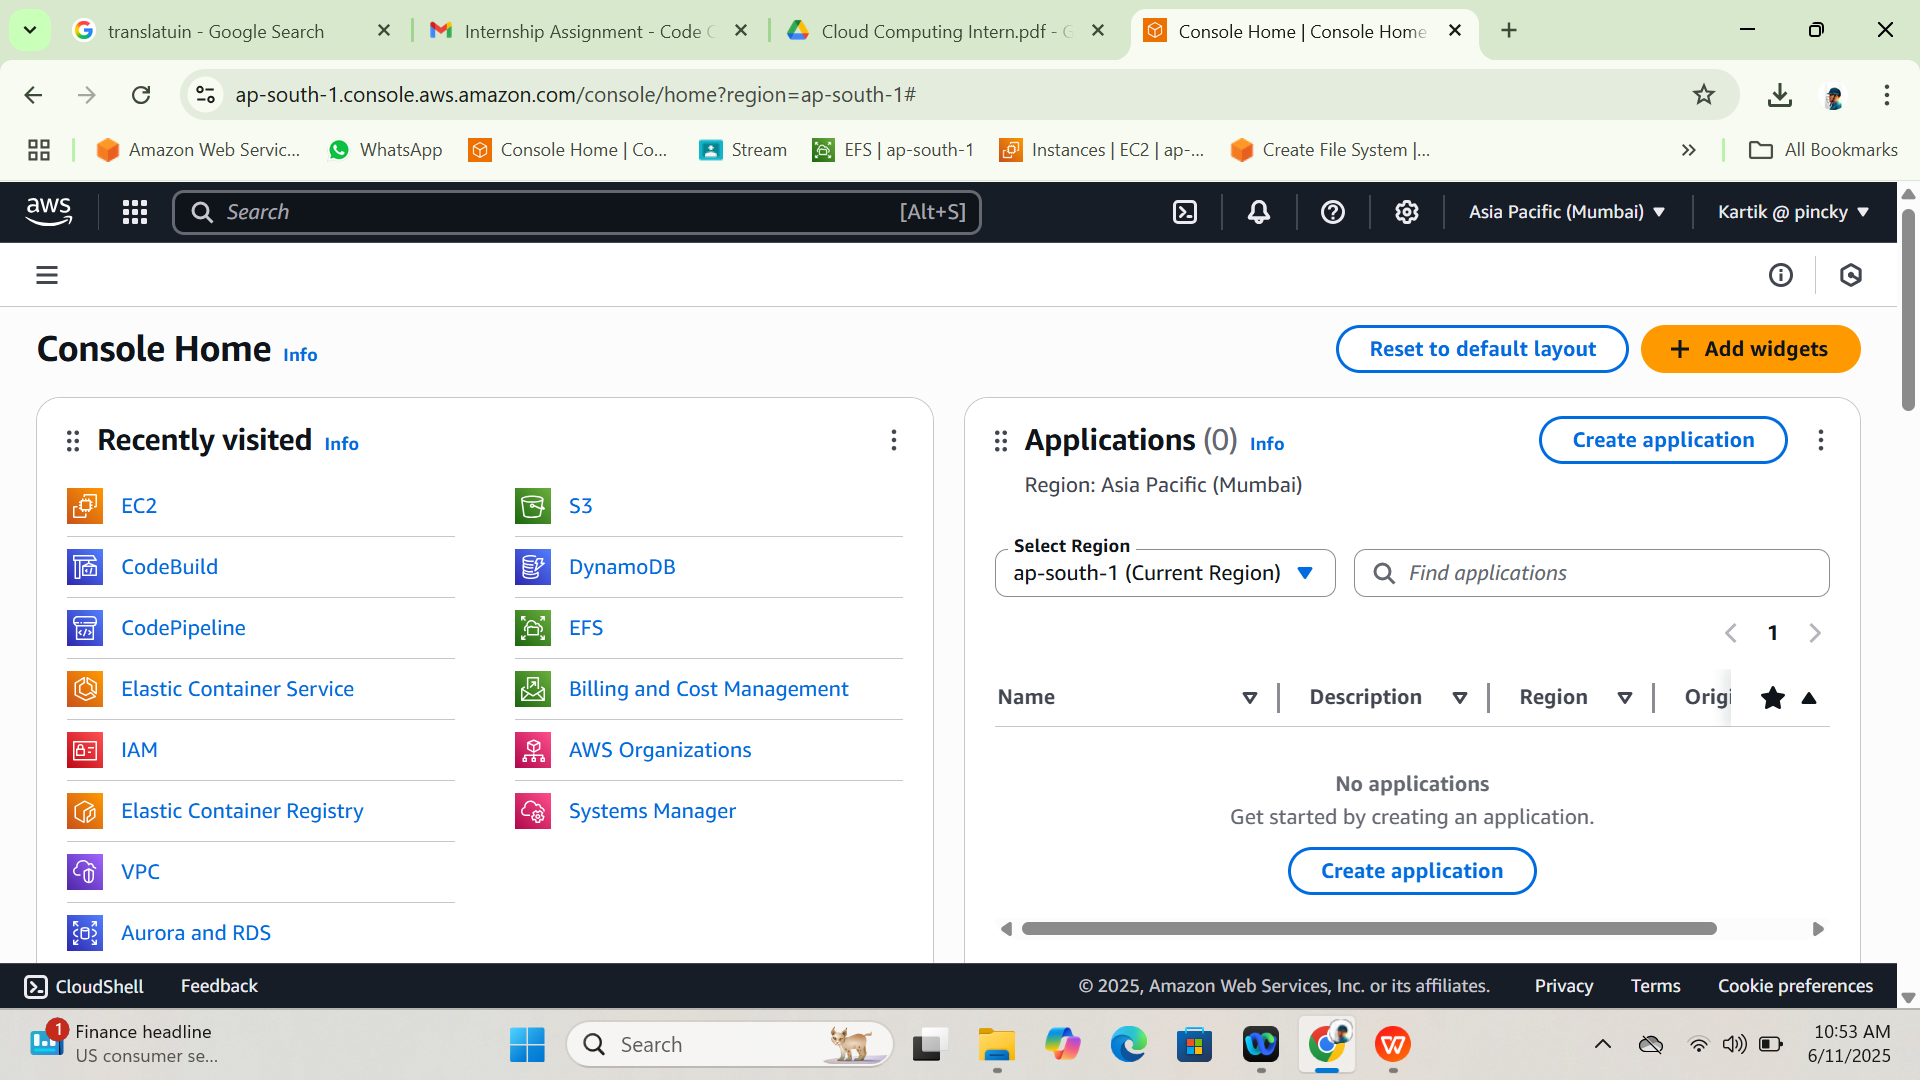 translatuin - Google Search
Internship Assignment - Code C
Cloud Computing Intern.pdf - G
Console Home | Console Home
ap-south-1.console.aws.amazon.com/console/home?region=ap-south-1#
Amazon Web Servic...
WhatsApp
Console Home | Co...
Stream
EFS | ap-south-1
Instances | EC2 | ap-...
Create File System |...
All Bookmarks
aws
Search
[Alt+S]
Asia Pacific (Mumbai)
Kartik @ pincky
Console Home Info
Reset to default layout
+ Add widgets
Recently visited Info
EC2
CodeBuild
CodePipeline
Elastic Container Service
IAM
Elastic Container Registry
VPC
Aurora and RDS
S3
DynamoDB
EFS
Billing and Cost Management
AWS Organizations
Systems Manager
Applications (0) Info
Create application
Region: Asia Pacific (Mumbai)
Select Region
ap-south-1 (Current Region)
Find applications
1
Name
Description
Region
Origi
No applications
Get started by creating an application.
Create application
CloudShell
Feedback
© 2025, Amazon Web Services, Inc. or its affiliates.
Privacy
Terms
Cookie preferences
1
Finance headline
US consumer se...
Search
10:53 AM
6/11/2025